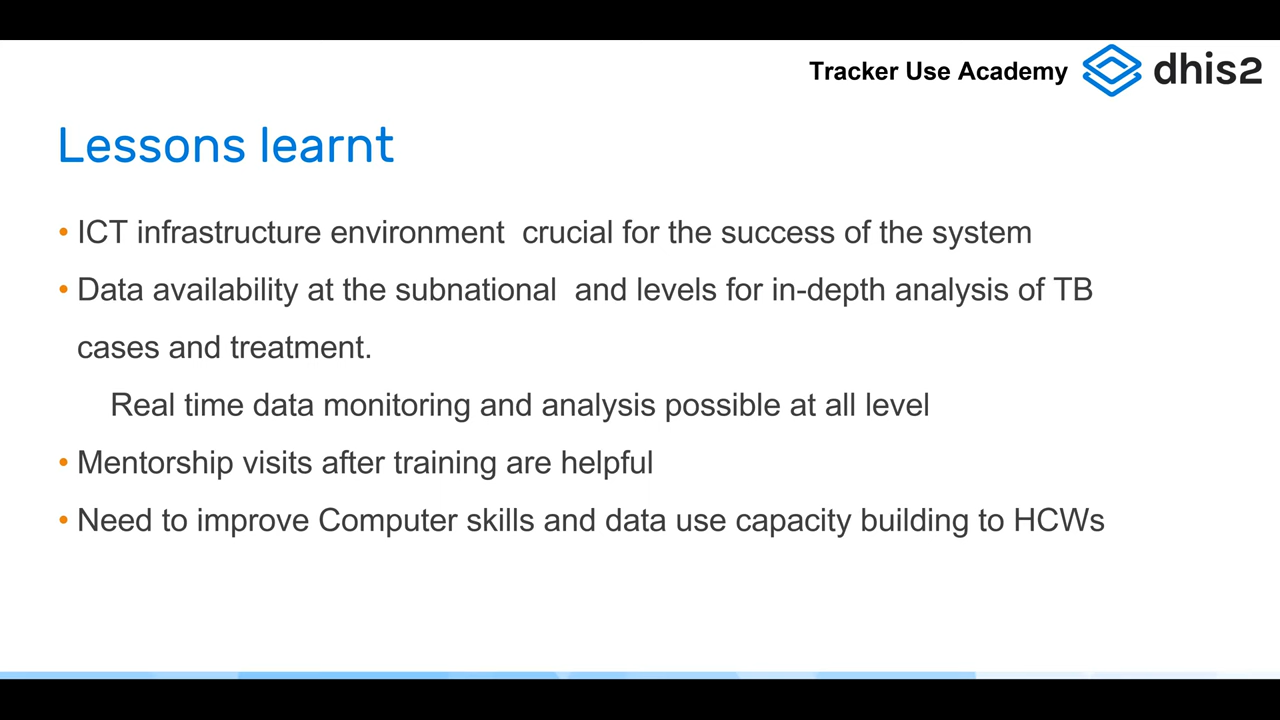 Tracker Use Academy dhis2
Lessons learnt
• ICT infrastructure environment  crucial for the success of the system
• Data availability at the subnational  and levels for in-depth analysis of TB
cases and treatment.
Real time data monitoring and analysis possible at all level
• Mentorship visits after training are helpful
• Need to improve Computer skills and data use capacity building to HCWs